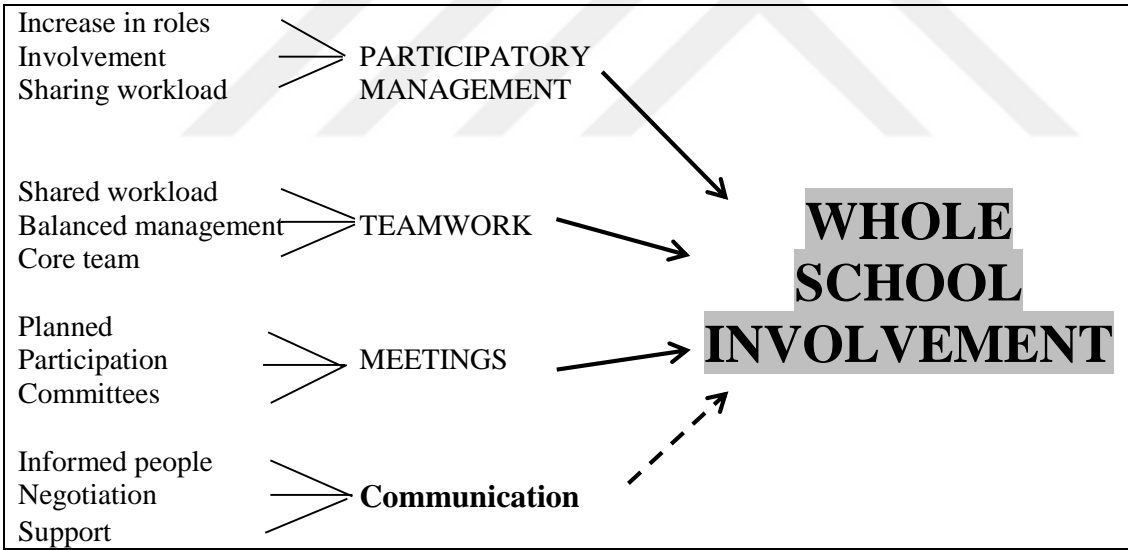 Increase in roles
Involvement
Sharing workload
PARTICIPATORY
MANAGEMENT
Shared workload
Balanced management
Core team
TEAMWORK
Planned
Participation
Committees
MEETINGS
Informed people
Negotiation
Support
Communication
WHOLE
SCHOOL
INVOLVEMENT